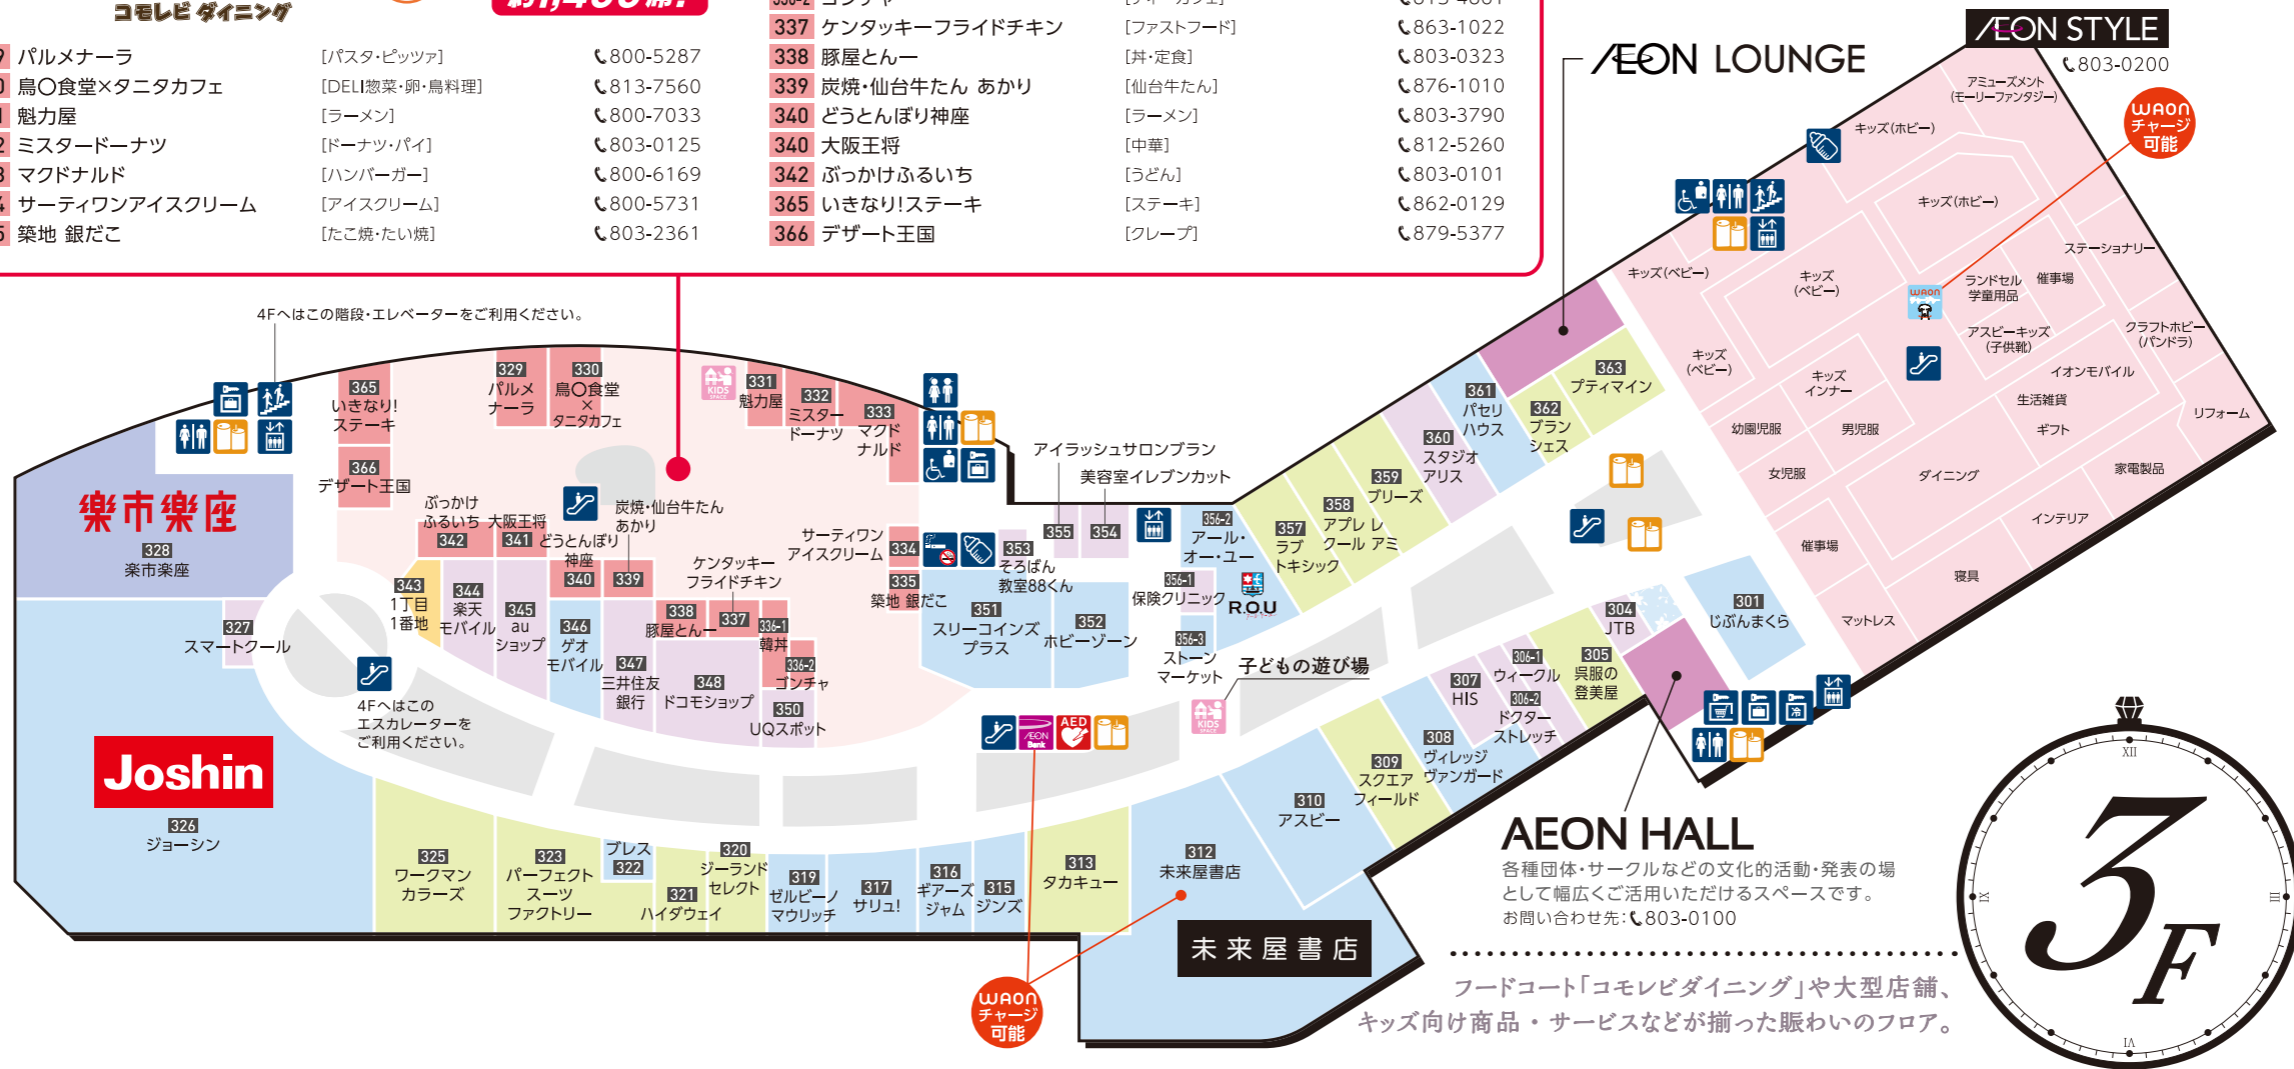 コモレビ ダイニング
パルメナーラ [パスタ・ピッツァ] 800-5287
鳥〇食堂×タニタカフェ [DELI惣菜・卵・鳥料理] 813-7560
魁力屋 [ラーメン] 800-7033
ミスタードーナツ [ドーナツ・パイ] 803-0125
マクドナルド [ハンバーガー] 800-6169
サーティワンアイスクリーム [アイスクリーム] 800-5731
築地 銀だこ [たこ焼・たい焼] 803-2361
337 ケンタッキーフライドチキン [ファストフード] 863-1022
338 豚屋とん一 [丼・定食] 803-0323
339 炭焼・仙台牛たん あかり [仙台牛たん] 876-1010
340 どうとんぼり神座 [ラーメン] 803-3790
340 大阪王将 [中華] 812-5260
342 ぶっかけふるいち [うどん] 803-0101
365 いきなり!ステーキ [ステーキ] 862-0129
366 デザート王国 [クレープ] 879-5377
ÆON LOUNGE
ÆON STYLE
803-0200
WAON
チャージ
可能
アミューズメント
(モーリーファンタジー)
キッズ(ホビー)
キッズ(ホビー)
ステーショナリー
キッズ(ベビー)
キッズ
(ベビー)
ランドセル
学童用品
催事場
WAON
アスビーキッズ
(子供靴)
クラフトホビー
(パンドラ)
キッズ
(ベビー)
キッズ
インナー
イオンモバイル
生活雑貨
リフォーム
幼園児服
男児服
ギフト
女児服
ダイニング
家電製品
インテリア
催事場
寝具
マットレス
4Fへはこの階段・エレベーターをご利用ください。
365
いきなり!
ステーキ
329
パルメ
ナーラ
330
鳥〇食堂
×
タニタカフェ
KIDS
SPACE
331
魁力屋
332
ミスター
ドーナツ
333
マクド
ナルド
366
デザート王国
樂市樂座
328
楽市楽座
ぶっかけ
ふるいち
342
大阪王将
341
どうとんぼり
神座
340
炭焼・仙台牛たん
あかり
339
ケンタッキー
フライドチキン
337
338
豚屋とん一
336-1
韓丼
336-2
ゴンチャ
サーティワン
アイスクリーム
334
335
築地 銀だこ
343
1丁目
1番地
344
楽天
モバイル
345
au
ショップ
346
ゲオ
モバイル
347
三井住友
銀行
348
ドコモショップ
350
UQスポット
327
スマートクール
4Fへはこの
エスカレーターを
ご利用ください。
Joshin
326
ジョーシン
アイラッシュサロンブラン
355
美容室イレブンカット
354
353
そろばん
教室88くん
351
スリーコインズ
プラス
352
ホビーゾーン
356-2
アール・
オー・ユー
R.O.U
356-1
保険クリニック
356-3
ストーン
マーケット
子どもの遊び場
KIDS
SPACE
357
ラブ
トキシック
358
アプレ レ
クール アミ
359
ブリーズ
360
スタジオ
アリス
361
パセリ
ハウス
362
ブラン
シェス
363
プティマイン
ÆON
Bank
AED
301
じぶんまくら
304
JTB
305
呉服の
登美屋
306-1
ウィークル
306-2
ドクター
ストレッチ
307
HIS
308
ヴィレッジ
ヴァンガード
309
スクエア
フィールド
310
アスビー
312
未来屋書店
未来屋書店
313
タカキュー
315
ジンズ
316
ギアーズ
ジャム
317
サリュ!
319
ゼルビーノ
マウリッチ
320
ジーランド
セレクト
321
ハイダウェイ
ブレス
322
323
パーフェクト
スーツ
ファクトリー
325
ワークマン
カラーズ
WAON
チャージ
可能
AEON HALL
各種団体・サークルなどの文化的活動・発表の場
として幅広くご活用いただけるスペースです。
お問い合わせ先:803-0100
フードコート「コモレビダイニング」や大型店舗、
キッズ向け商品・サービスなどが揃った賑わいのフロア。
XII
III
VI
IX
3F